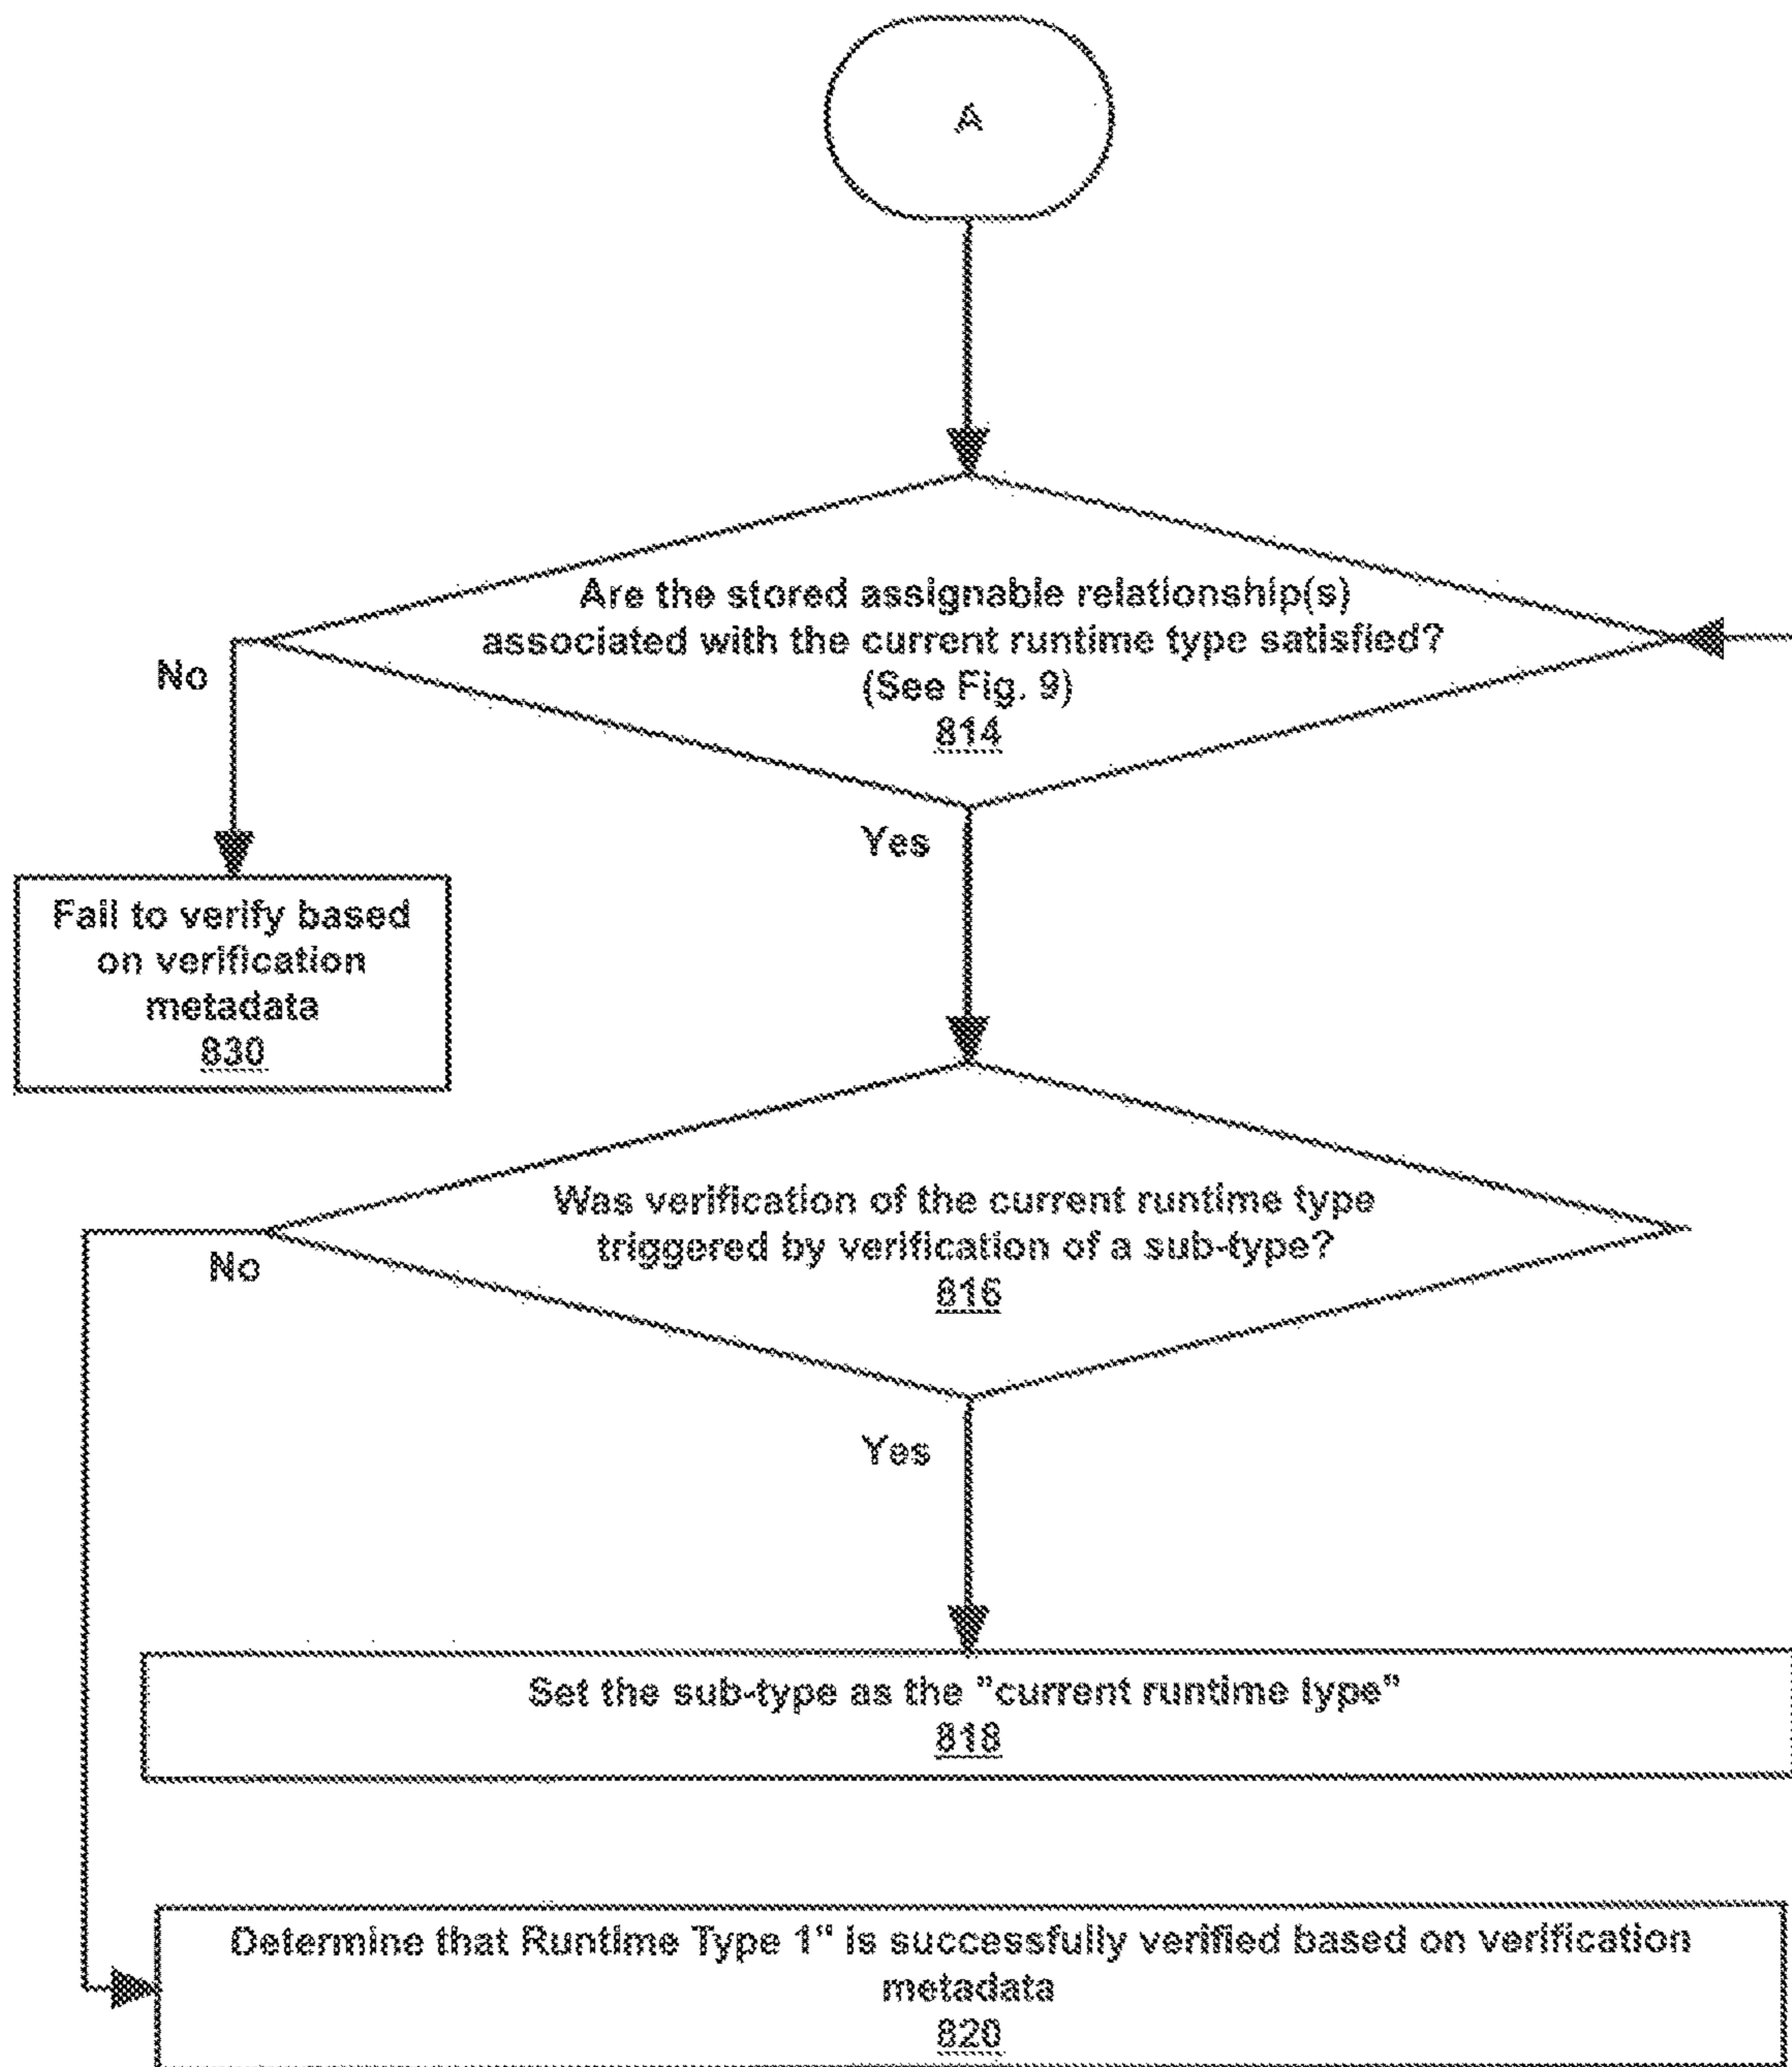 A
Are the stored assignable relationship(s)
associated with the current runtime type satisfied?
(See Fig. 9)
814
No
Yes
Fail to verify based
on verification
metadata
830
Was verification of the current runtime type
triggered by verification of a sub-type?
816
No
Yes
Set the sub-type as the "current runtime type"
818
Determine that Runtime Type 1" is successfully verified based on verification
metadata
820